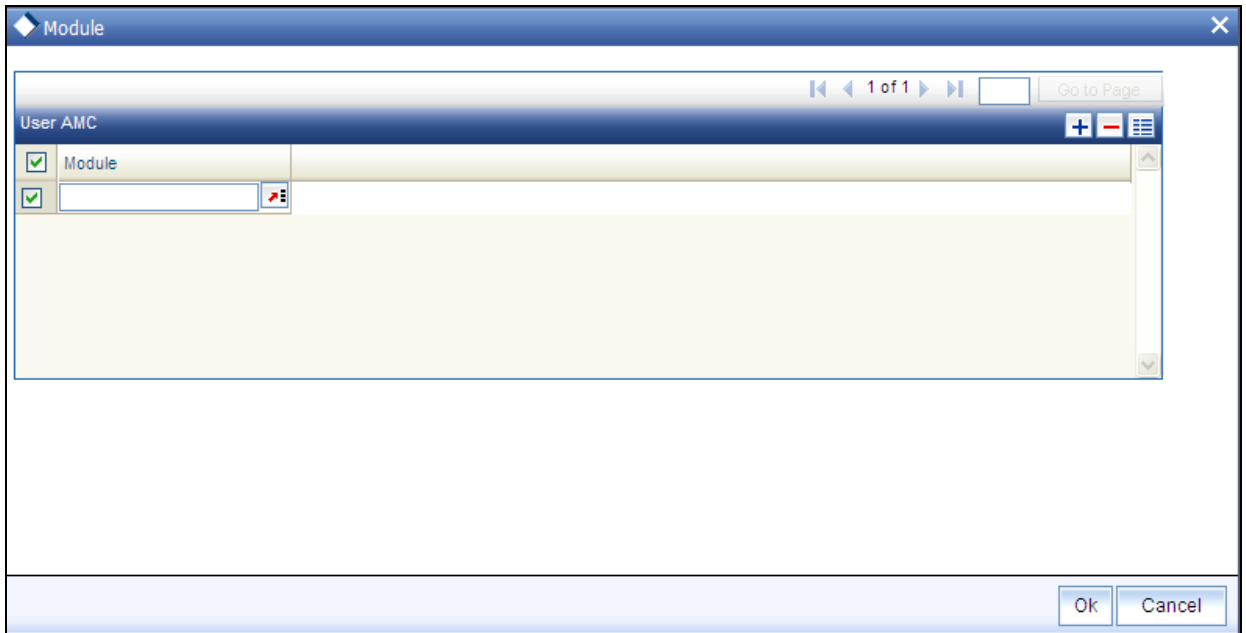 Module
1 of 1
Go to Page
User AMC
Module
Ok
Cancel